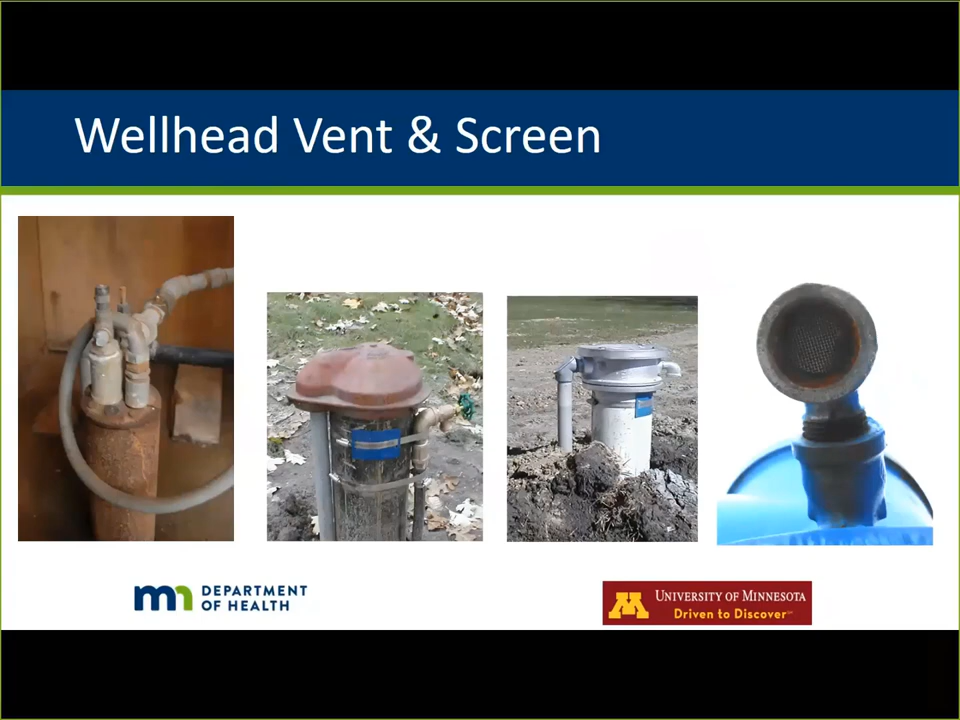 Wellhead Vent & Screen
DEPARTMENT
OF HEALTH
UNIVERSITY OF MINNESOTA
Driven to Discover